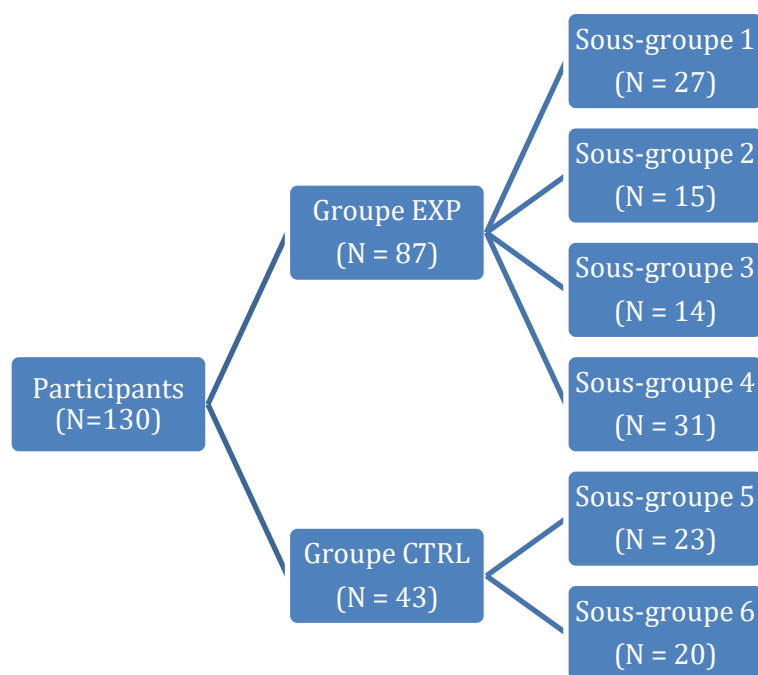 Participants
(N=130)
Groupe EXP
(N = 87)
Sous-groupe 1
(N = 27)
Sous-groupe 2
(N = 15)
Sous-groupe 3
(N = 14)
Sous-groupe 4
(N = 31)
Groupe CTRL
(N = 43)
Sous-groupe 5
(N = 23)
Sous-groupe 6
(N = 20)